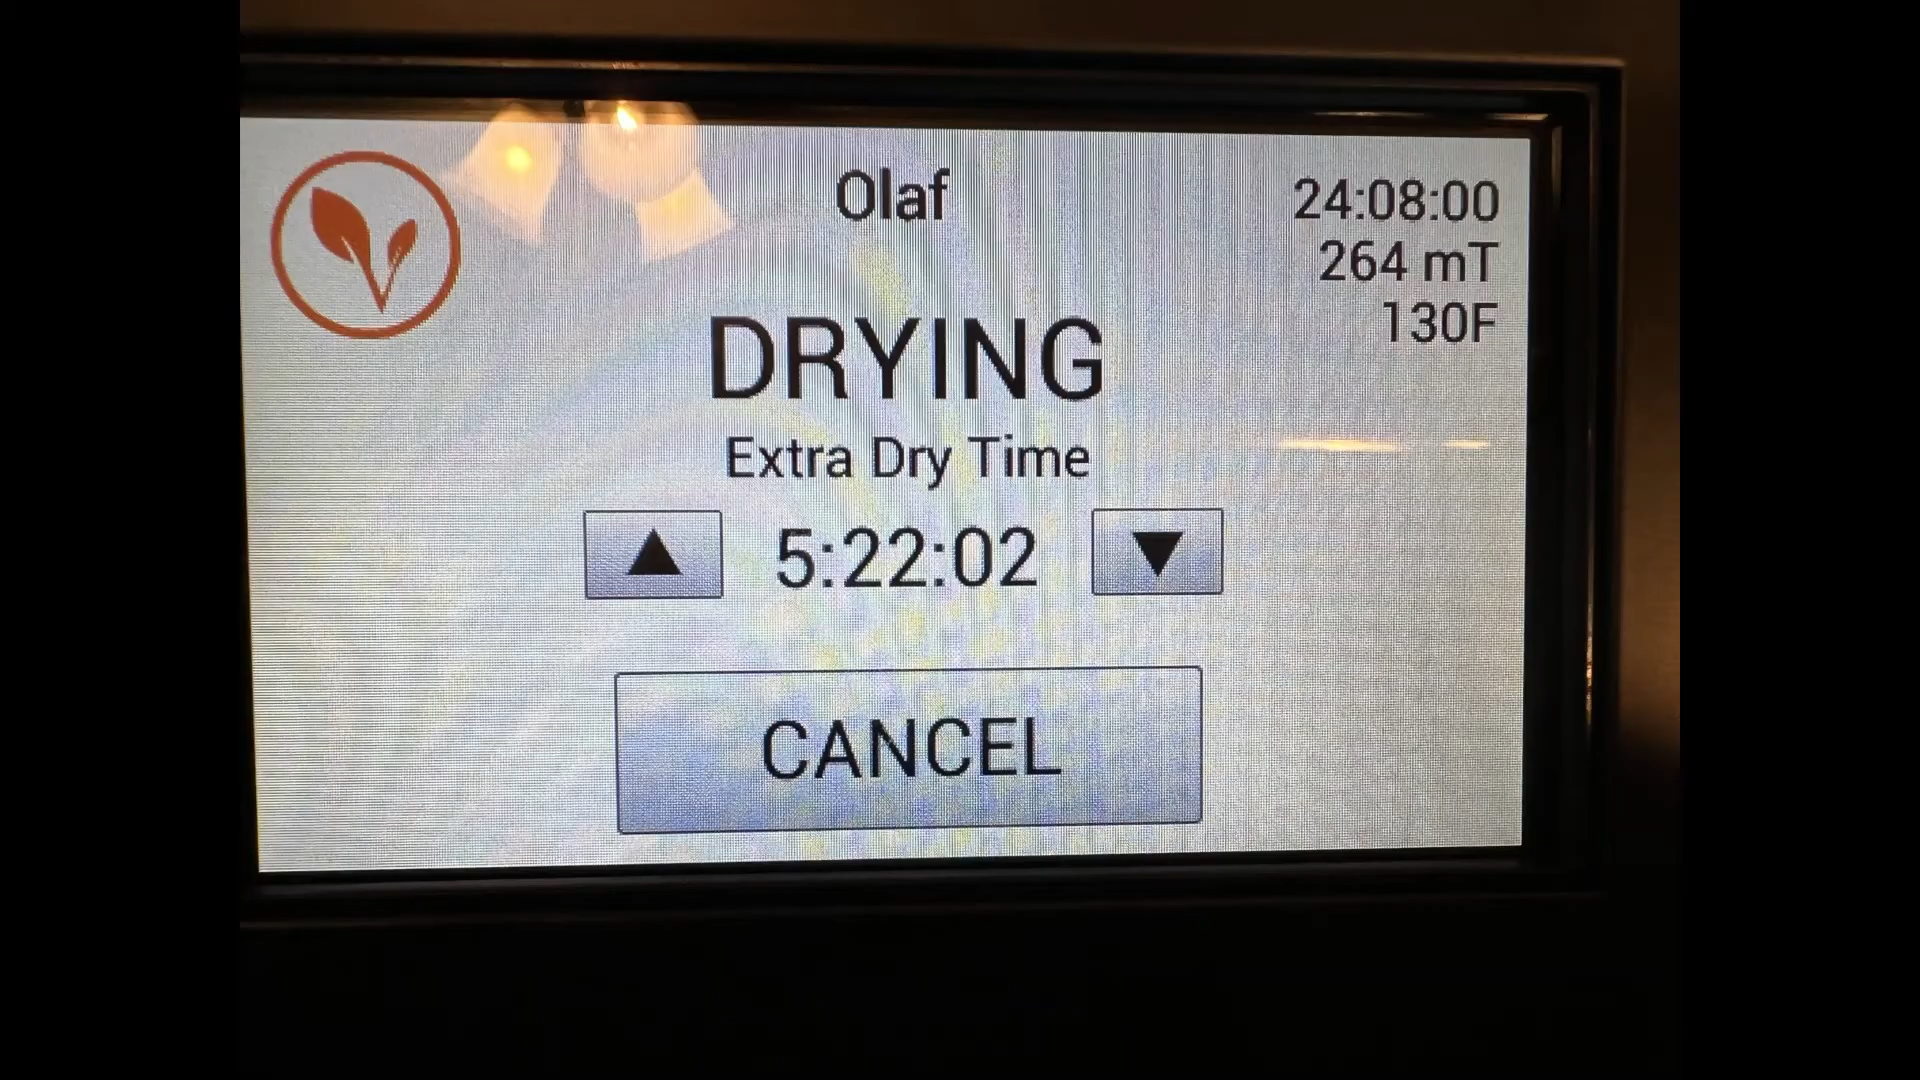 Olaf
24:08:00
264 mT
130F
DRYING
Extra Dry Time
▲ 5:22:02 ▼
CANCEL